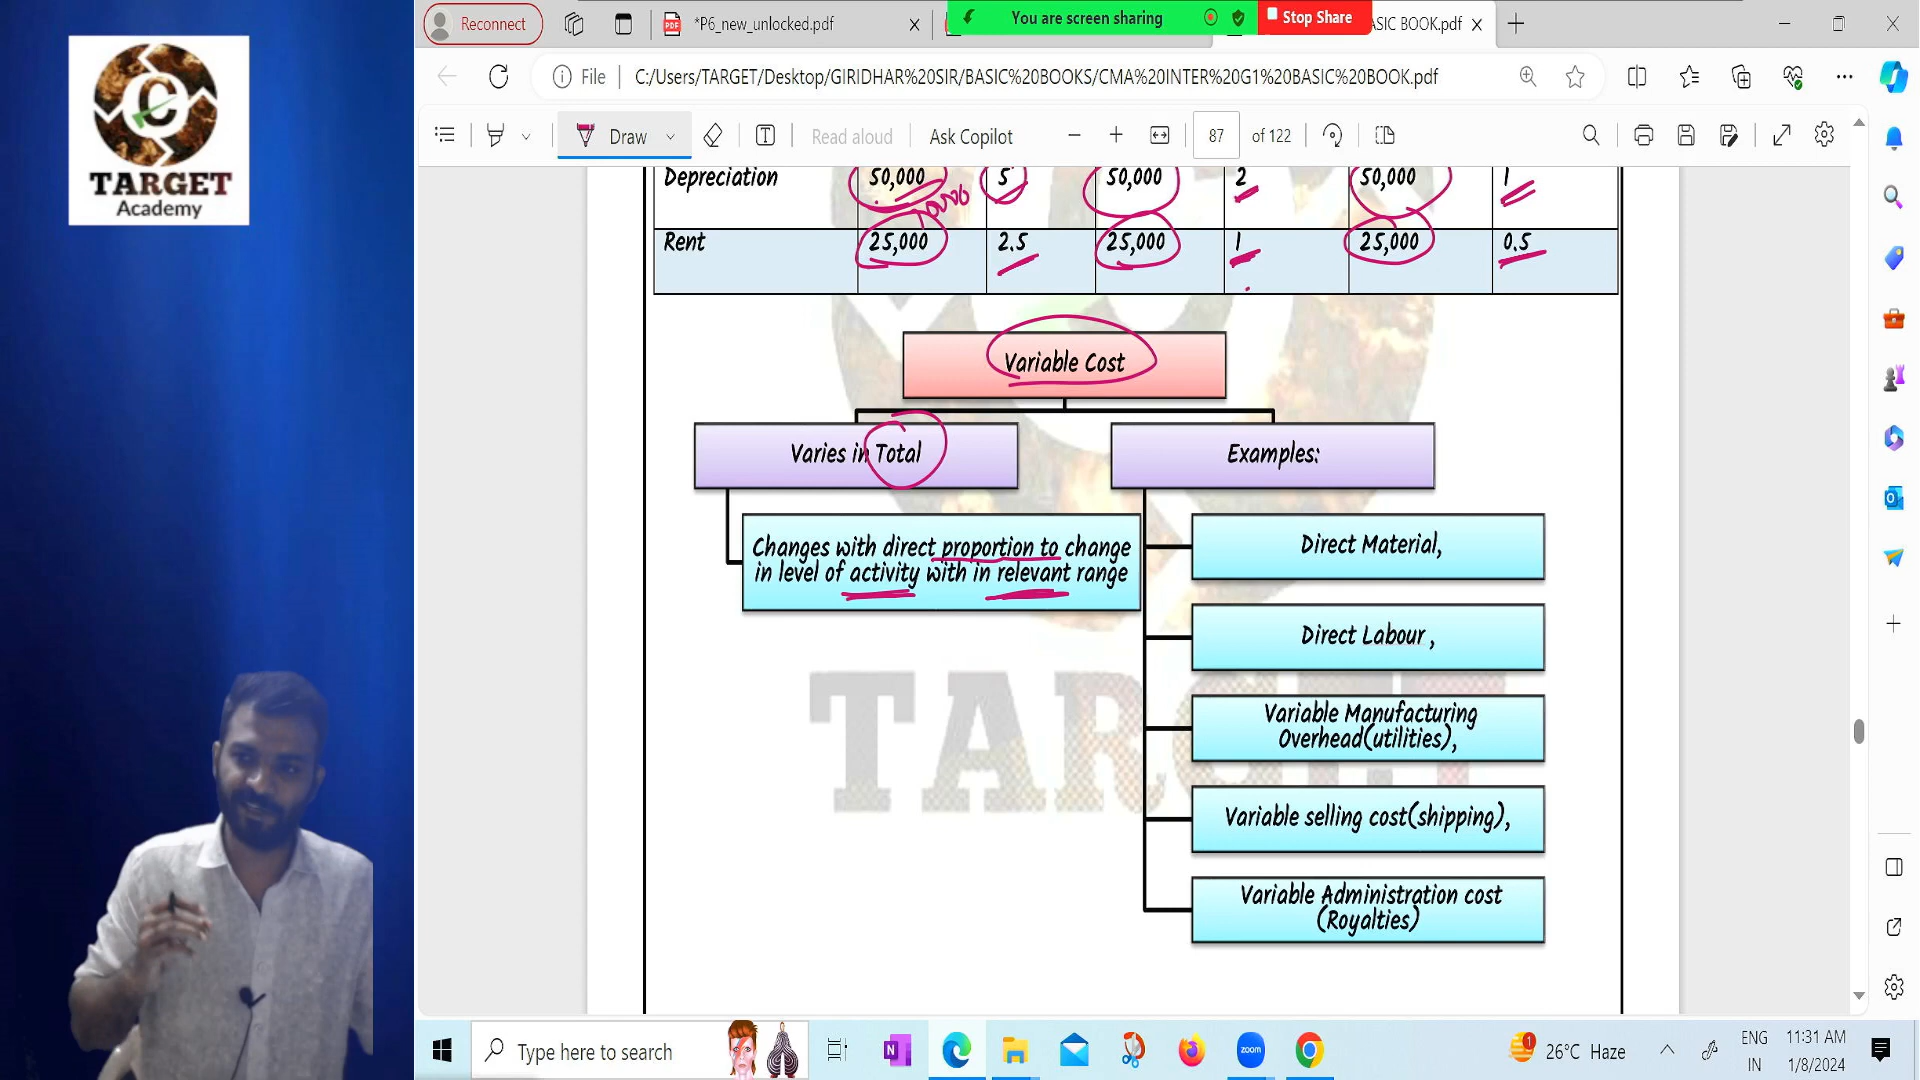 C
TARGET
Academy
Reconnect
*P6_new_unlocked.pdf
You are screen sharing
Stop Share
ASIC BOOK.pdf
File
C:/Users/TARGET/Desktop/GIRIDHAR%20SIR/BASIC%20BOOKS/CMA%20INTER%20G1%20BASIC%20BOOK.pdf
Draw
Read aloud
Ask Copilot
87
of 122
Depreciation 50,000 5 50,000 2 50,000 1
Rent 25,000 2.5 25,000 1 25,000 0.5
Variable Cost
Varies in Total
Examples:
Changes with direct proportion to change
in level of activity with in relevant range
Direct Material,
Direct Labour ,
Variable Manufacturing
Overhead(utilities),
Variable selling cost(shipping),
Variable Administration cost
(Royalties)
TARGET
Type here to search
zoom
1
26°C Haze
ENG
IN
11:31 AM
1/8/2024